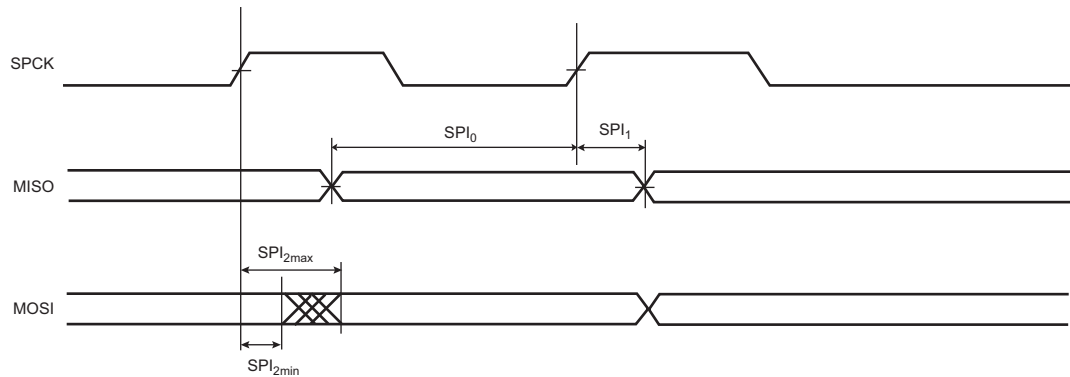 SPCK
SPI₀
SPI₁
MISO
SPI₂ₘₐₓ
MOSI
SPI₂ₘᵢₙ